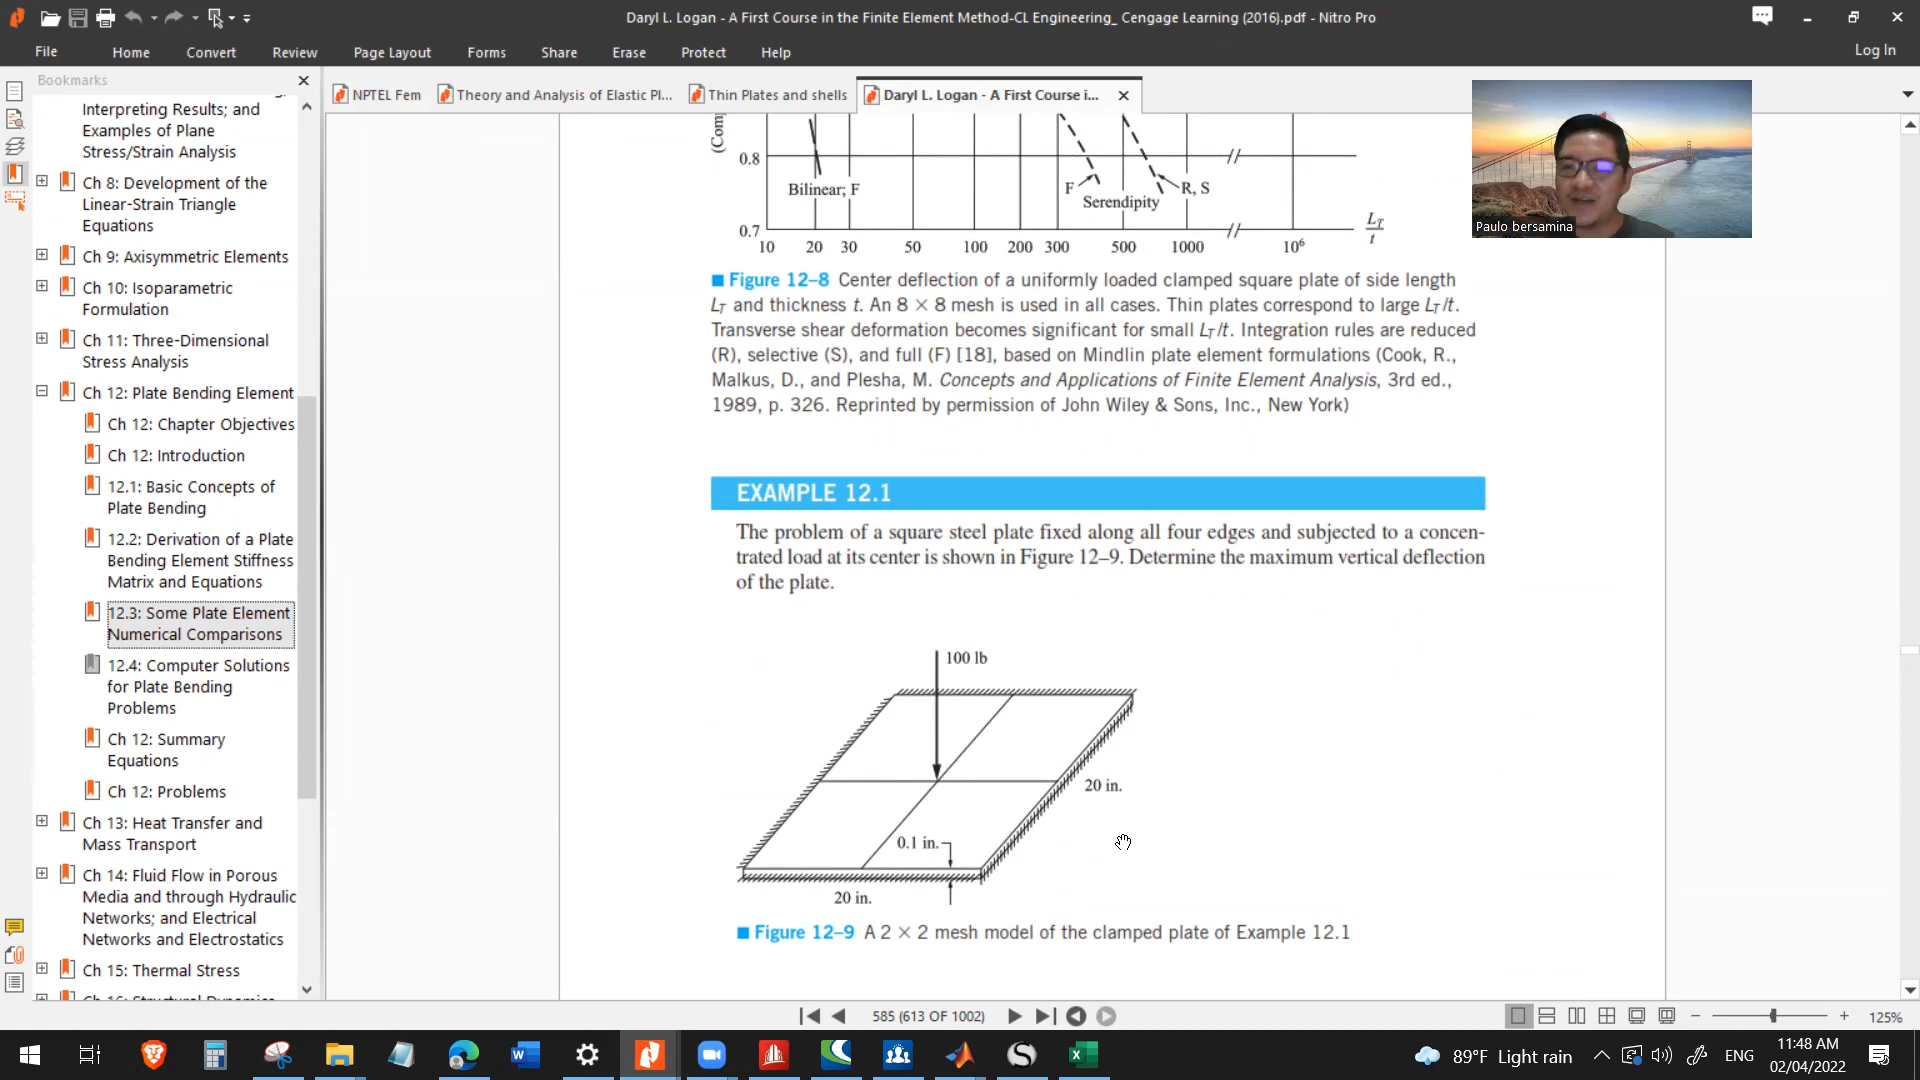 Daryl L. Logan - A First Course in the Finite Element Method-CL Engineering_ Cengage Learning (2016).pdf - Nitro Pro
File Home Convert Review Page Layout Forms Share Erase Protect Help Log In
Bookmarks
Interpreting Results; and
Examples of Plane
Stress/Strain Analysis
Ch 8: Development of the
Linear-Strain Triangle
Equations
Ch 9: Axisymmetric Elements
Ch 10: Isoparametric
Formulation
Ch 11: Three-Dimensional
Stress Analysis
Ch 12: Plate Bending Element
Ch 12: Chapter Objectives
Ch 12: Introduction
12.1: Basic Concepts of
Plate Bending
12.2: Derivation of a Plate
Bending Element Stiffness
Matrix and Equations
12.3: Some Plate Element
Numerical Comparisons
12.4: Computer Solutions
for Plate Bending
Problems
Ch 12: Summary
Equations
Ch 12: Problems
Ch 13: Heat Transfer and
Mass Transport
Ch 14: Fluid Flow in Porous
Media and through Hydraulic
Networks; and Electrical
Networks and Electrostatics
Ch 15: Thermal Stress
NPTEL Fem
Theory and Analysis of Elastic Pl...
Thin Plates and shells
Daryl L. Logan - A First Course i...
Paulo bersamina
(Com
0.8
Bilinear; F
F
R, S
Serendipity
0.7
10 20 30 50 100 200 300 500 1000 10⁶
L_T
t
Figure 12–8 Center deflection of a uniformly loaded clamped square plate of side length
L_T and thickness t. An 8 × 8 mesh is used in all cases. Thin plates correspond to large L_T/t.
Transverse shear deformation becomes significant for small L_T/t. Integration rules are reduced
(R), selective (S), and full (F) [18], based on Mindlin plate element formulations (Cook, R.,
Malkus, D., and Plesha, M. Concepts and Applications of Finite Element Analysis, 3rd ed.,
1989, p. 326. Reprinted by permission of John Wiley & Sons, Inc., New York)
EXAMPLE 12.1
The problem of a square steel plate fixed along all four edges and subjected to a concen-
trated load at its center is shown in Figure 12–9. Determine the maximum vertical deflection
of the plate.
100 lb
20 in.
0.1 in.
20 in.
Figure 12–9 A 2 × 2 mesh model of the clamped plate of Example 12.1
585 (613 OF 1002)
125%
89°F Light rain
ENG
11:48 AM
02/04/2022